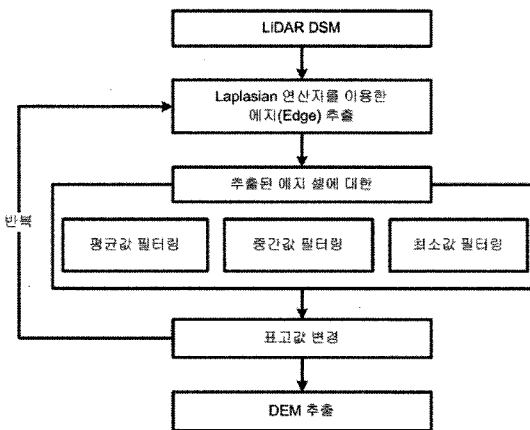 LiDAR DSM
Laplasian 연산자를 이용한
에지(Edge) 추출
추출된 에지 셀에 대한
반복
평균값 필터링
중간값 필터링
최소값 필터링
표고값 변경
DEM 추출